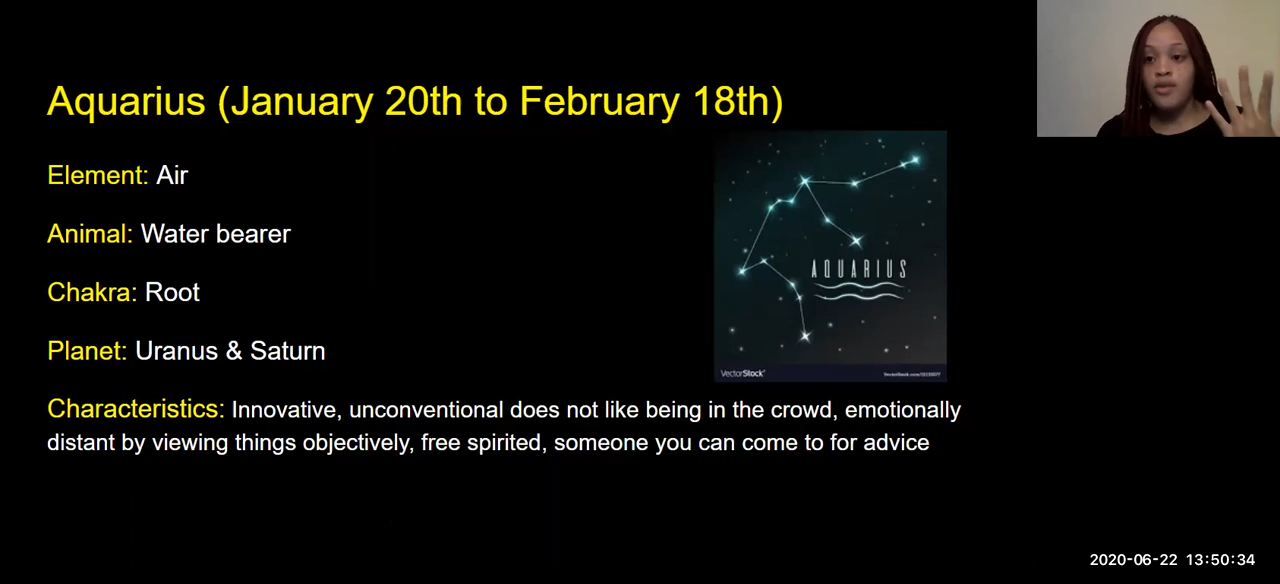 Aquarius (January 20th to February 18th)
Element: Air
Animal: Water bearer
Chakra: Root
Planet: Uranus & Saturn
AQUARIUS
VectorStock
Characteristics: Innovative, unconventional does not like being in the crowd, emotionally
distant by viewing things objectively, free spirited, someone you can come to for advice
2020-06-22 13:50:34